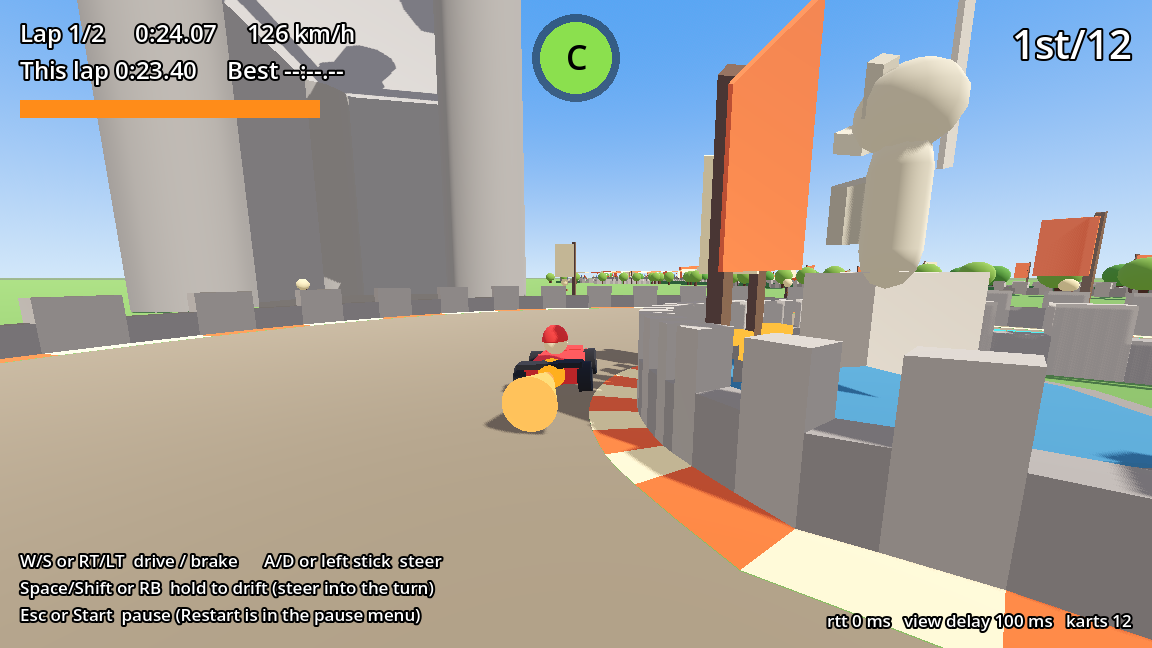 Lap 1/2 0:24.07 126 km/h
This lap 0:23.40 Best --:--.--
C
1st/12
W/S or RT/LT drive / brake A/D or left stick steer
Space/Shift or RB hold to drift (steer into the turn)
Esc or Start pause (Restart is in the pause menu)
rtt 0 ms view delay 100 ms karts 12